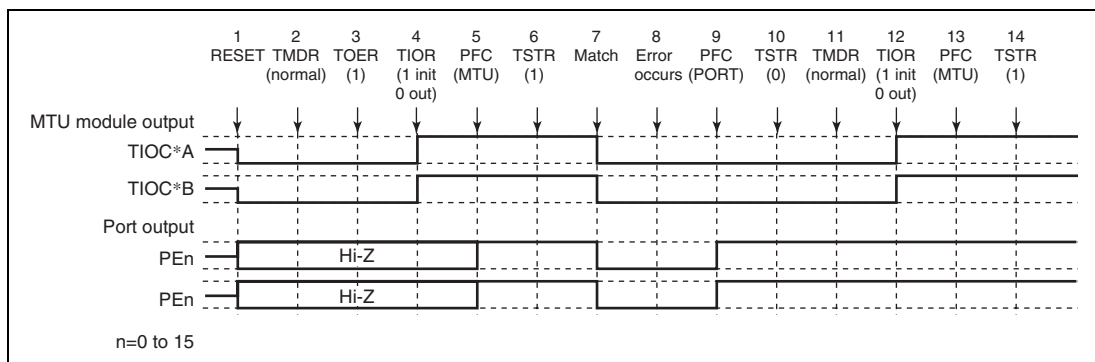 1 2 3 4 5 6 7 8 9 10 11 12 13 14
RESET TMDR TOER TIOR PFC TSTR Match Error PFC TSTR TMDR TIOR PFC TSTR
(normal) (1) (1 init (MTU) (1) occurs (PORT) (0) (normal) (1 init (MTU) (1)
0 out) 0 out)
MTU module output
TIOC*A
TIOC*B
Port output
PEn Hi-Z
PEn Hi-Z
n=0 to 15